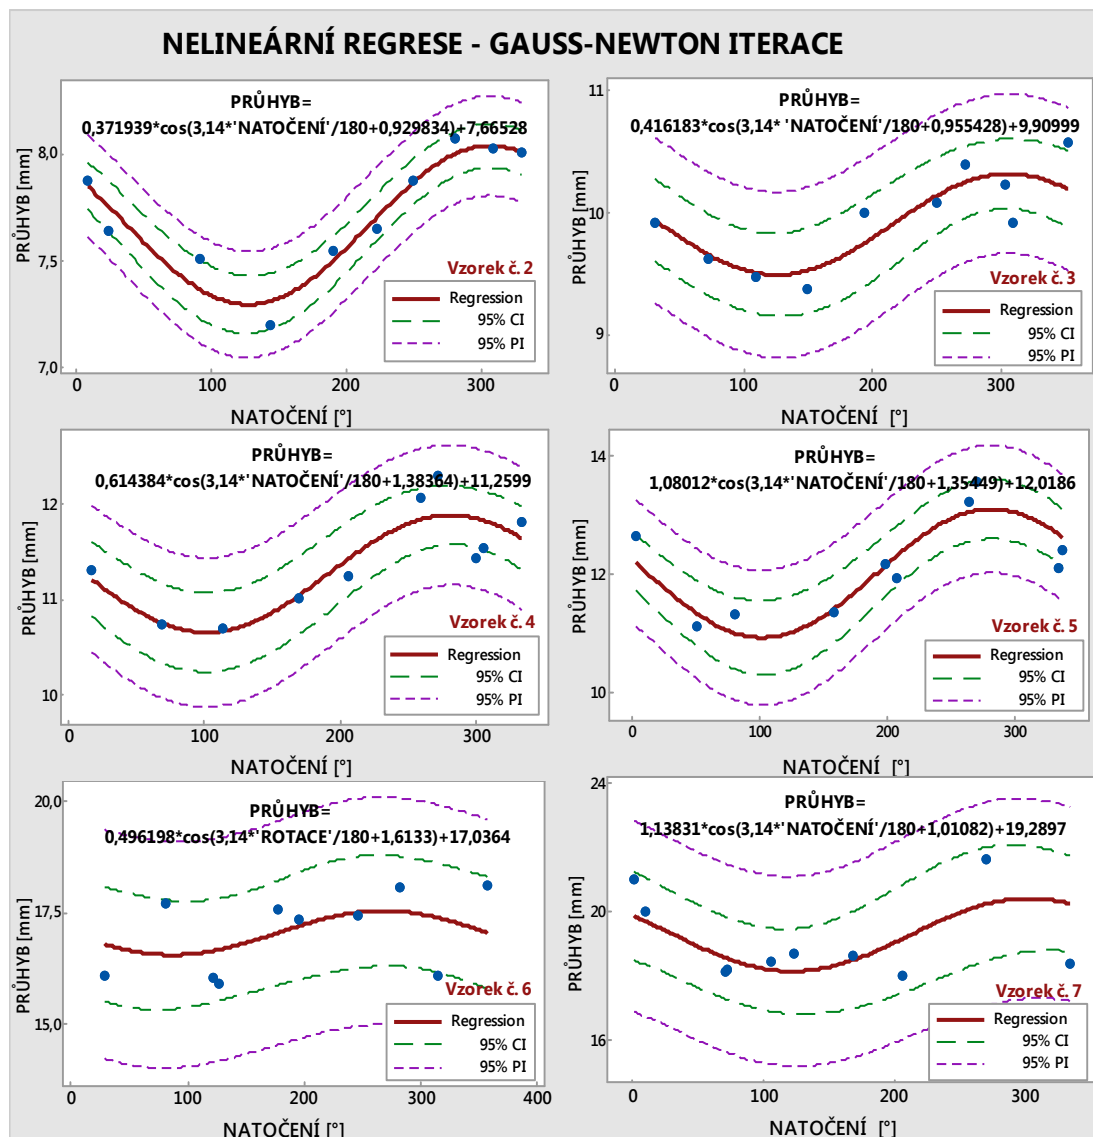 NELINEÁRNÍ REGRESE - GAUSS-NEWTON ITERACE
PRŮHYB=
0,371939*cos(3,14*'NATOČENÍ'/180+0,929834)+7,66528
8,0
7,5
7,0
PRŮHYB [mm]
Vzorek č. 2
Regression
95% CI
95% PI
0 100 200 300
NATOČENÍ [°]
PRŮHYB=
0,416183*cos(3,14* 'NATOČENÍ'/180+0,955428)+9,90999
11
10
9
PRŮHYB [mm]
Vzorek č. 3
Regression
95% CI
95% PI
0 100 200 300
NATOČENÍ [°]
PRŮHYB=
0,614384*cos(3,14*'NATOČENÍ'/180+1,38364)+11,2599
12
11
10
PRŮHYB [mm]
Vzorek č. 4
Regression
95% CI
95% PI
0 100 200 300
NATOČENÍ [°]
PRŮHYB=
1,08012*cos(3,14*'NATOČENÍ'/180+1,35449)+12,0186
14
12
10
PRŮHYB [mm]
Vzorek č. 5
Regression
95% CI
95% PI
0 100 200 300
NATOČENÍ [°]
PRŮHYB=
0,496198*cos(3,14*'ROTACE'/180+1,6133)+17,0364
20,0
17,5
15,0
PRŮHYB [mm]
Vzorek č. 6
Regression
95% CI
95% PI
0 100 200 300 400
NATOČENÍ [°]
PRŮHYB=
1,13831*cos(3,14*'NATOČENÍ'/180+1,01082)+19,2897
24
20
16
PRŮHYB [mm]
Vzorek č. 7
Regression
95% CI
95% PI
0 100 200 300
NATOČENÍ [°]